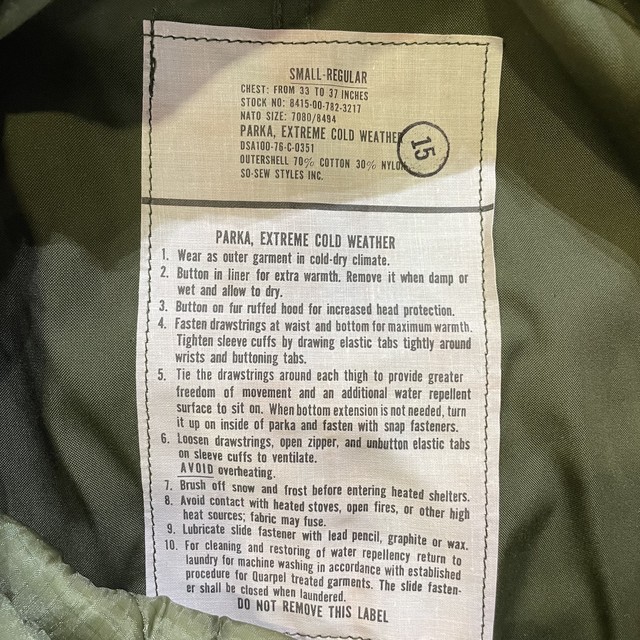 SMALL-REGULAR
CHEST: FROM 33 TO 37 INCHES
STOCK NO: 8415-00-782-3217
NATO SIZE: 7080/8494
PARKA, EXTREME COLD WEATHER
DSA100-76-C-0351
OUTERSHELL 70% COTTON 30% NYLON
SO-SEW STYLES INC.
15
PARKA, EXTREME COLD WEATHER
1. Wear as outer garment in cold-dry climate.
2. Button in liner for extra warmth. Remove it when damp or
wet and allow to dry.
3. Button on fur ruffed hood for increased head protection.
4. Fasten drawstrings at waist and bottom for maximum warmth.
Tighten sleeve cuffs by drawing elastic tabs tightly around
wrists and buttoning tabs.
5. Tie the drawstrings around each thigh to provide greater
freedom of movement and an additional water repellent
surface to sit on. When bottom extension is not needed, turn
it up on inside of parka and fasten with snap fasteners.
6. Loosen drawstrings, open zipper, and unbutton elastic tabs
on sleeve cuffs to ventilate.
AVOID overheating.
7. Brush off snow and frost before entering heated shelters.
8. Avoid contact with heated stoves, open fires, or other high
heat sources; fabric may fuse.
9. Lubricate slide fastener with lead pencil, graphite or wax.
10. For cleaning and restoring of water repellency return to
laundry for machine washing in accordance with established
procedure for Quarpel treated garments. The slide fasten-
er shall be closed when laundered.
DO NOT REMOVE THIS LABEL